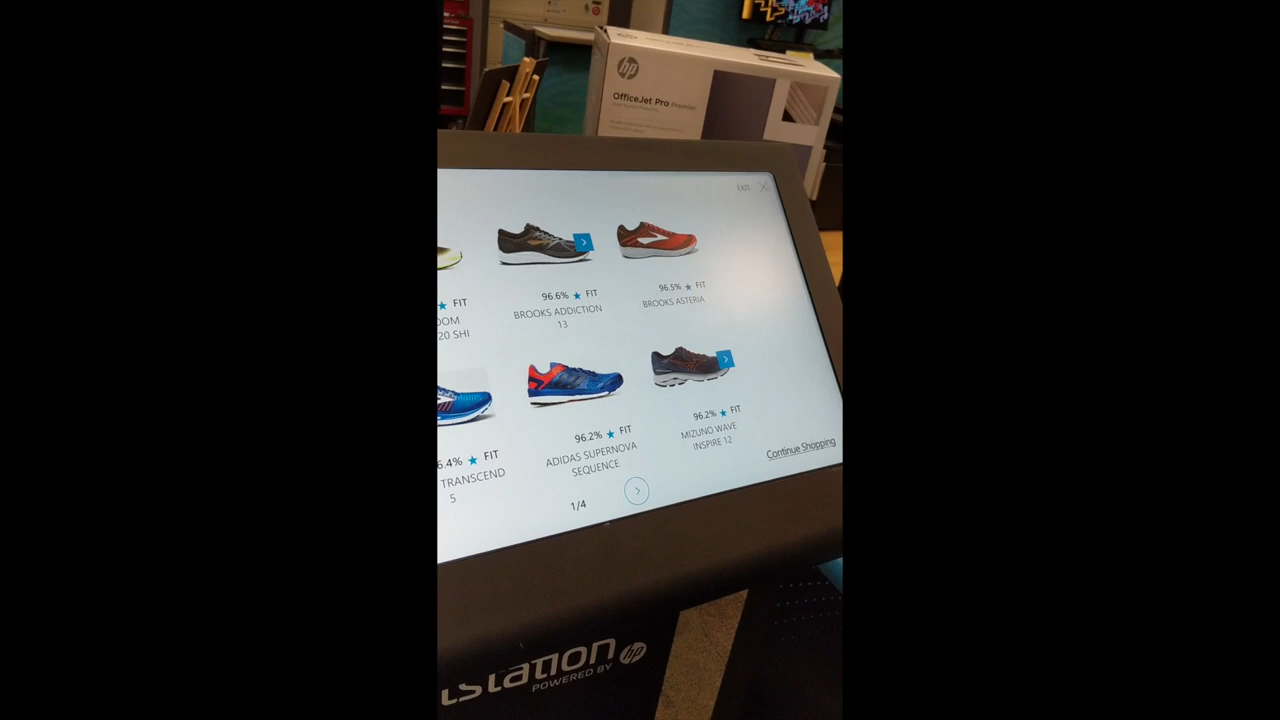 hp
OfficeJet Pro Premier
EXIT
FIT
20 SHI
96.6% ★ FIT
BROOKS ADDICTION
13
96.5% ★ FIT
BROOKS ASTERIA
6.4% ★ FIT
TRANSCEND
5
96.2% ★ FIT
ADIDAS SUPERNOVA
SEQUENCE
96.2% ★ FIT
MIZUNO WAVE
INSPIRE 12
Continue Shopping
1/4
station
POWERED BY hp